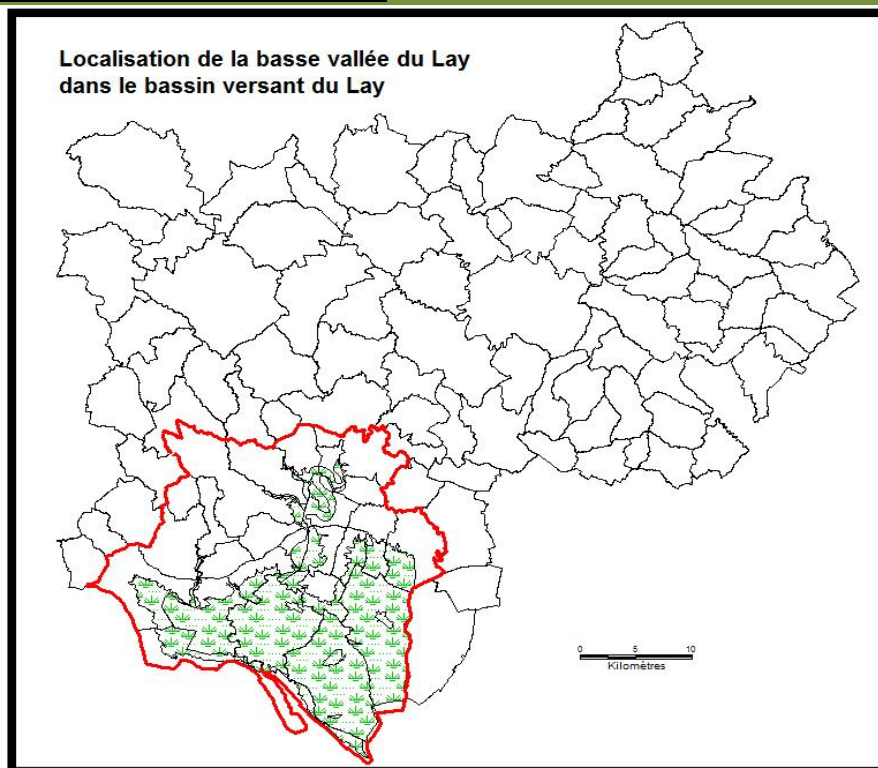 Localisation de la basse vallée du Lay
dans le bassin versant du Lay
0 5 10
Kilomètres